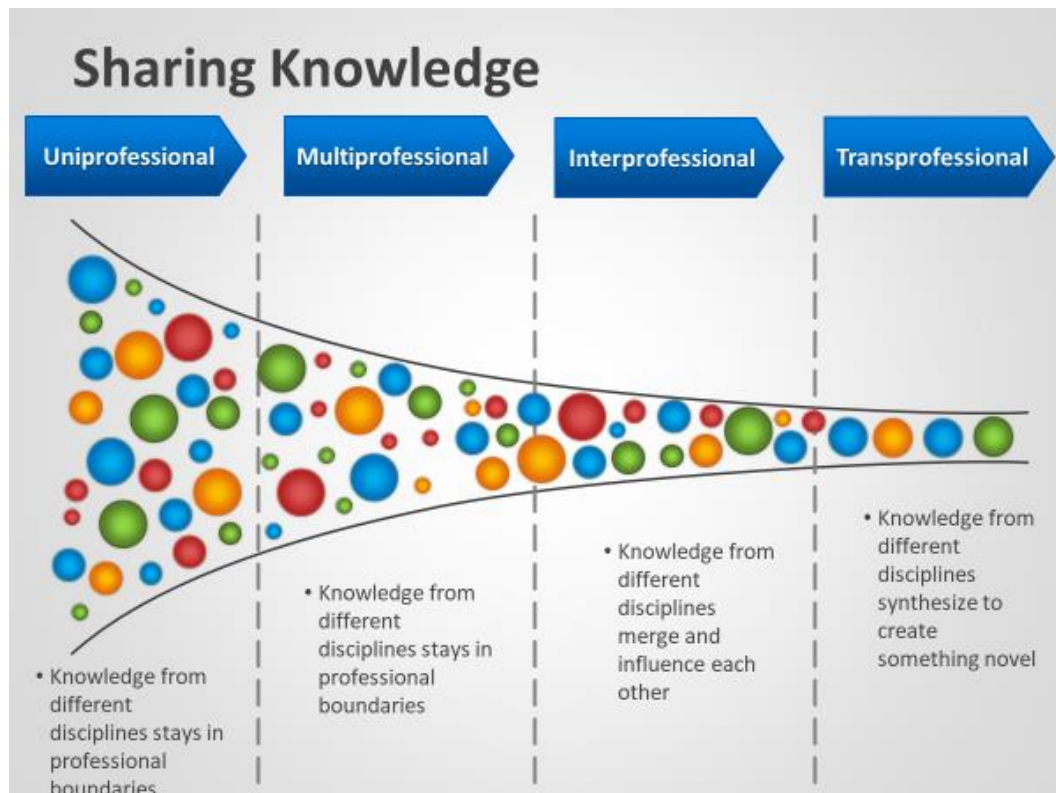 Sharing Knowledge
Uniprofessional
Multiprofessional
Interprofessional
Transprofessional
• Knowledge from
different
disciplines stays in
professional
boundaries
• Knowledge from
different
disciplines stays in
professional
boundaries
• Knowledge from
different
disciplines
merge and
influence each
other
• Knowledge from
different
disciplines
synthesize to
create
something novel